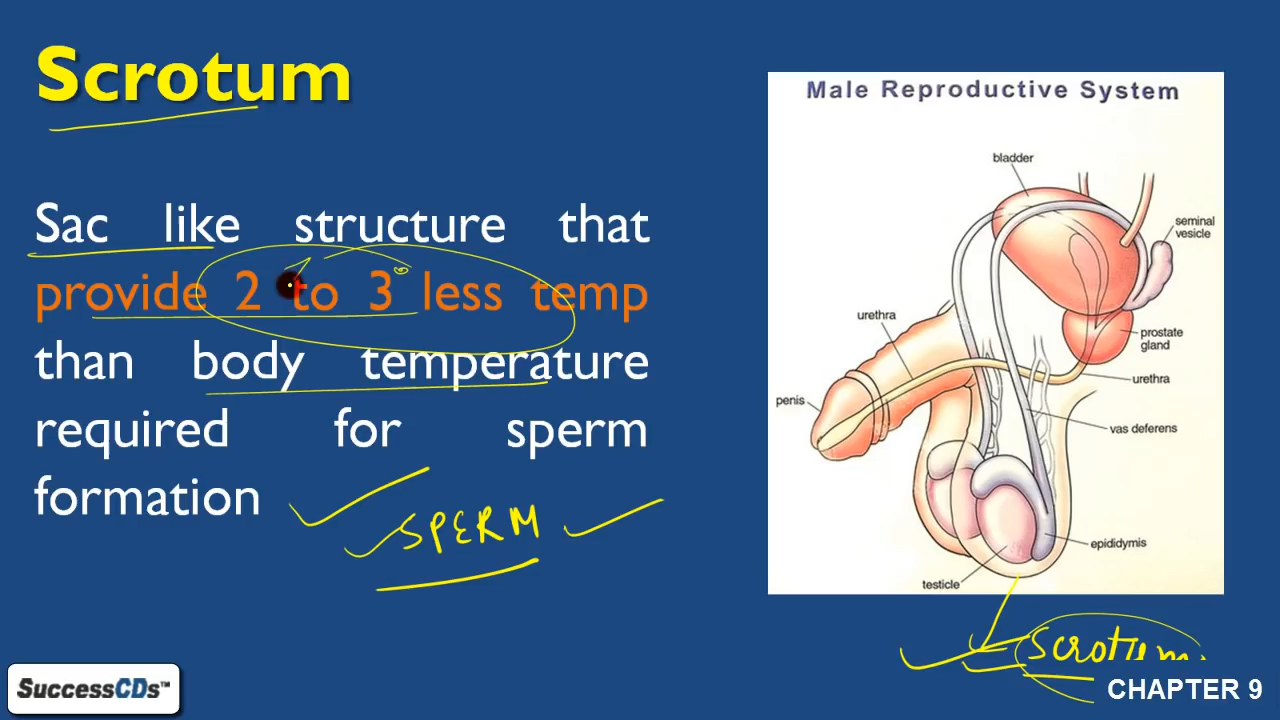 Scrotum
Sac like structure that
provide 2 to 3° less temp
than body temperature
required for sperm
formation
SPERM
Male Reproductive System
bladder
seminal
vesicle
urethra
prostate
gland
urethra
penis
vas deferens
epididymis
testicle
Scrotum
SuccessCDs™
CHAPTER 9